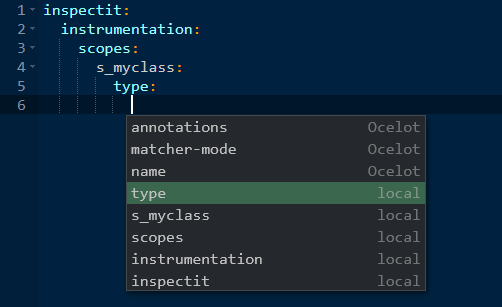 1 inspectit:
2 instrumentation:
3 scopes:
4 s_myclass:
5 type:
6
annotations Ocelot
matcher-mode Ocelot
name Ocelot
type local
s_myclass local
scopes local
instrumentation local
inspectit local